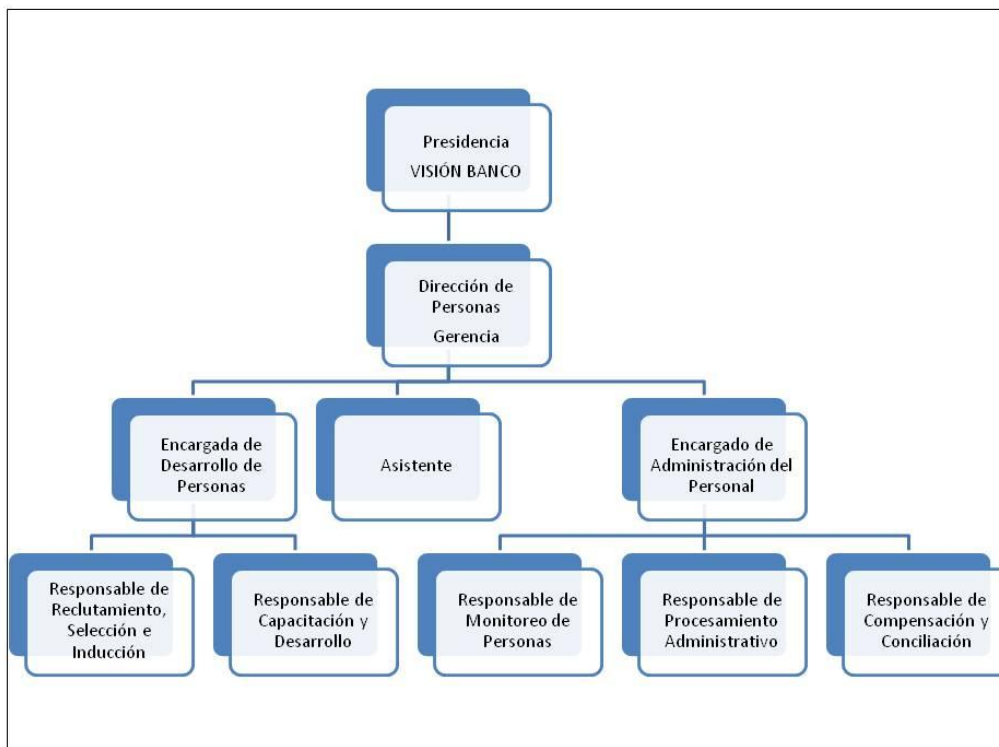 Presidencia
VISIÓN BANCO
Dirección de
Personas
Gerencia
Encargada de
Desarrollo de
Personas
Asistente
Encargado de
Administración del
Personal
Responsable de
Reclutamiento,
Selección e
Inducción
Responsable de
Capacitación y
Desarrollo
Responsable de
Monitoreo de
Personas
Responsable de
Procesamiento
Administrativo
Responsable de
Compensación y
Conciliación